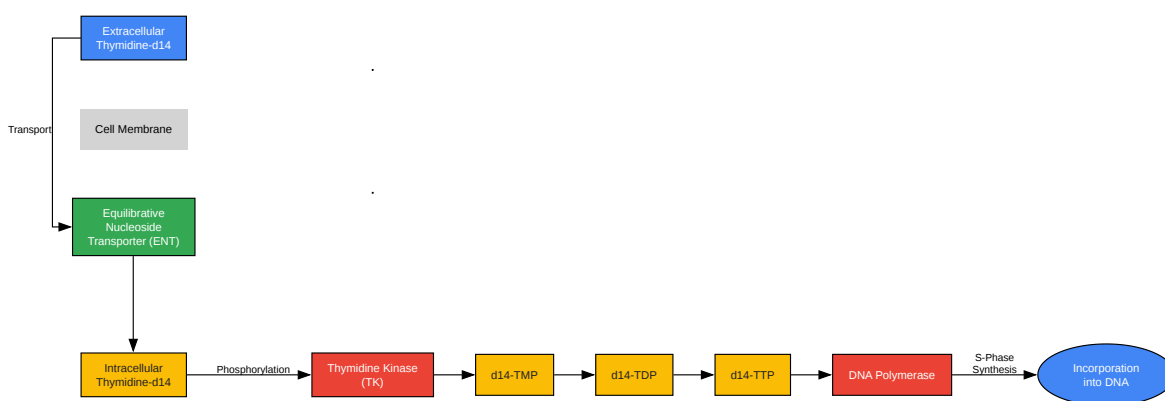 Extracellular
Thymidine-d14
Transport
Cell Membrane
Equilibrative
Nucleoside
Transporter (ENT)
Intracellular
Thymidine-d14
Phosphorylation
Thymidine Kinase
(TK)
d14-TMP
d14-TDP
d14-TTP
DNA Polymerase
S-Phase
Synthesis
Incorporation
into DNA